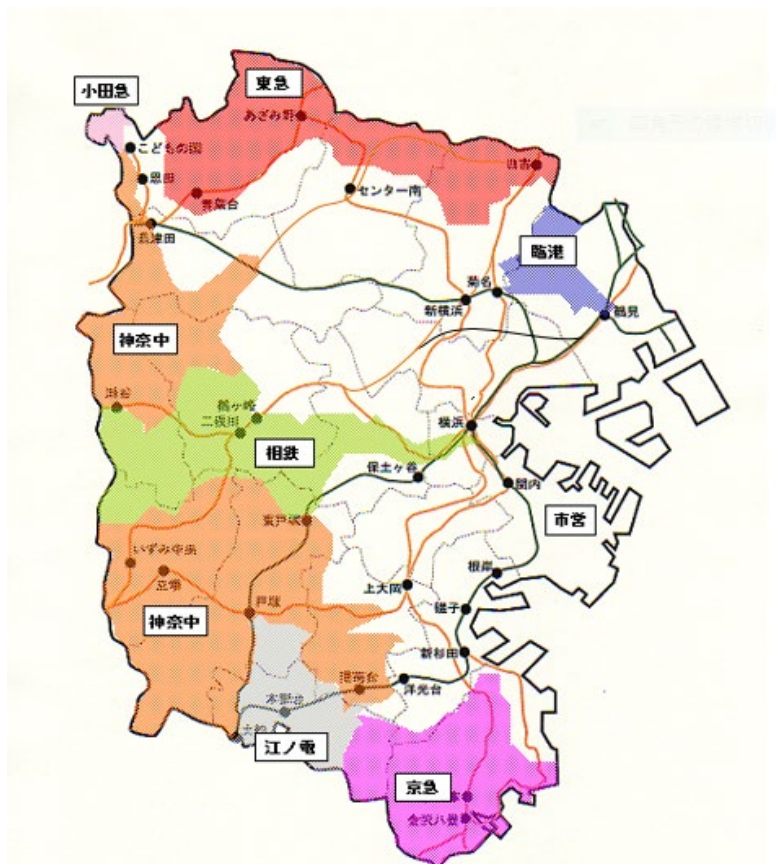 小田急
東急
あざみ野
こどもの国
恩田
青葉台
センター南
日吉
長津田
臨港
菊名
新横浜
鶴見
神奈中
鶴ヶ峰
二俣川
横浜
相鉄
保土ヶ谷
関内
東戸塚
市営
いずみ中央
立場
根岸
上大岡
戸塚
磯子
神奈中
新杉田
港南台
洋光台
本郷台
大船
江ノ電
京急
金沢八景